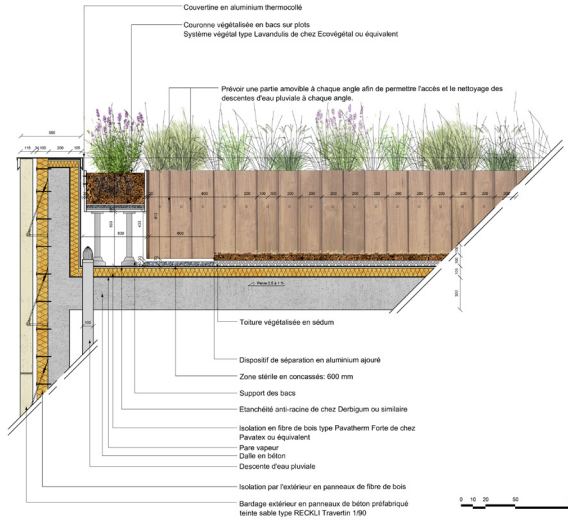 Couvertine en aluminium thermocollé
Couronne végétalisée en bacs sur plots
Système végétal type Lavandulis de chez Ecovégétal ou équivalent
Prévoir une partie amovible à chaque angle afin de permettre l'accès et le nettoyage des
descentes d'eau pluviale à chaque angle.
Toiture végétalisée en sédum
Dispositif de séparation en aluminium ajouré
Zone stérile en concassés: 600 mm
Support des bacs
Etanchéité anti-racine de chez Derbigum ou similaire
Isolation en fibre de bois type Pavatherm Forte de chez
Pavatex ou équivalent
Pare vapeur
Dalle en béton
Descente d'eau pluviale
Isolation par l'extérieur en panneaux de fibre de bois
Bardage extérieur en panneaux de béton préfabriqué
teinte sable type RECKLI Travertin 1/90
0 10 20 50